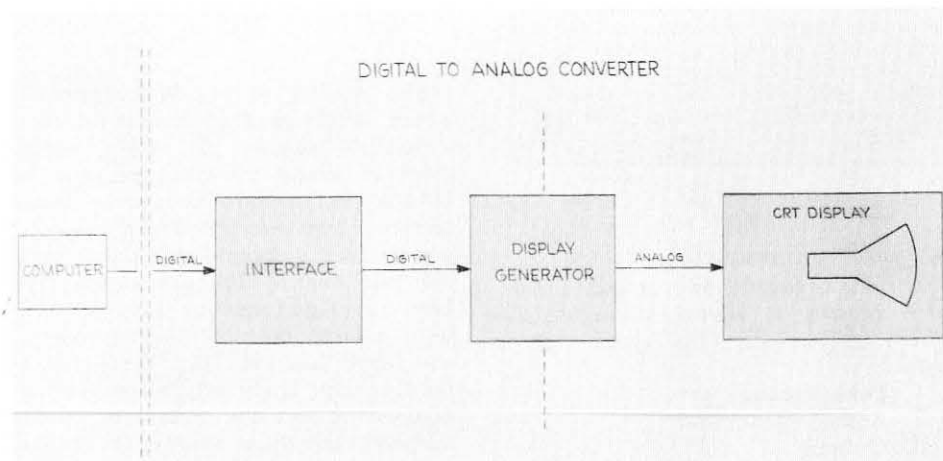 DIGITAL TO ANALOG CONVERTER
CRT DISPLAY
COMPUTER
DIGITAL
INTERFACE
DIGITAL
DISPLAY
GENERATOR
ANALOG